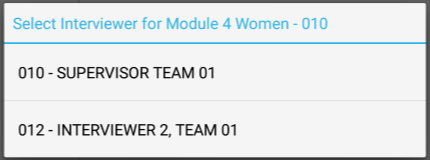 Select Interviewer for Module 4 Women - 010
010 - SUPERVISOR TEAM 01
012 - INTERVIEWER 2, TEAM 01